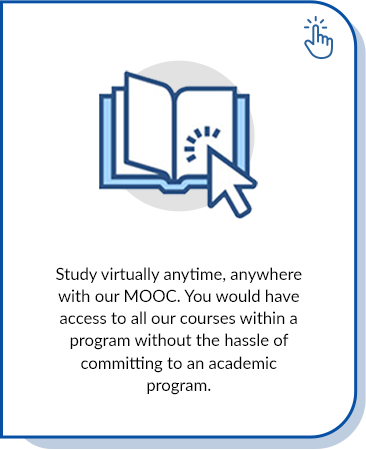 Study virtually anytime, anywhere
with our MOOC. You would have
access to all our courses within a
program without the hassle of
committing to an academic
program.